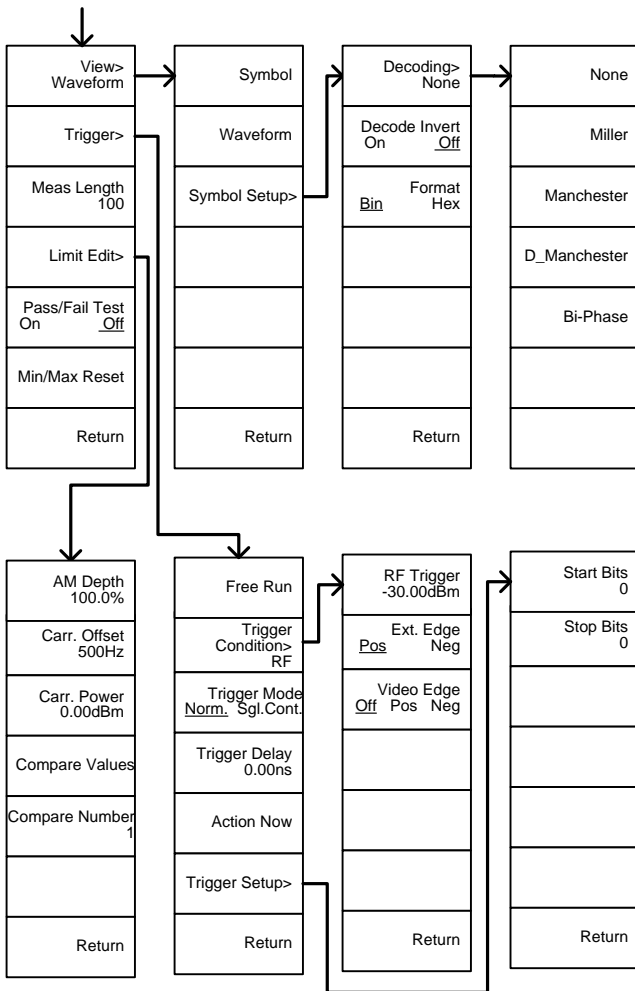 View>
Waveform
Trigger>
Meas Length
100
Limit Edit>
Pass/Fail Test
On Off
Min/Max Reset
Return
Symbol
Waveform
Symbol Setup>
Return
Decoding>
None
Decode Invert
On Off
Format
Bin Hex
Return
None
Miller
Manchester
D_Manchester
Bi-Phase
AM Depth
100.0%
Carr. Offset
500Hz
Carr. Power
0.00dBm
Compare Values
Compare Number
1
Return
Free Run
Trigger
Condition>
RF
Trigger Mode
Norm. Sgl.Cont.
Trigger Delay
0.00ns
Action Now
Trigger Setup>
Return
RF Trigger
-30.00dBm
Ext. Edge
Pos Neg
Video Edge
Off Pos Neg
Return
Start Bits
0
Stop Bits
0
Return